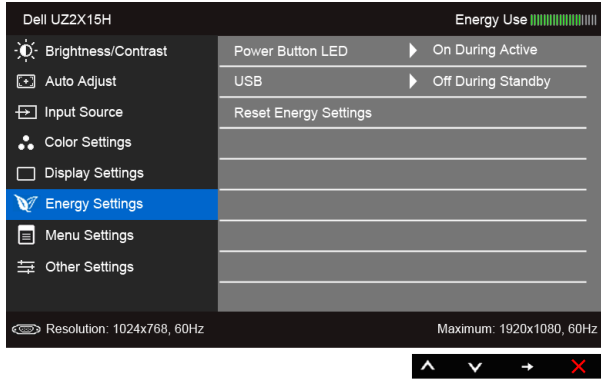 Dell UZ2X15H Energy Use
Brightness/Contrast Power Button LED On During Active
Auto Adjust USB Off During Standby
Input Source Reset Energy Settings
Color Settings
Display Settings
Energy Settings
Menu Settings
Other Settings
Resolution: 1024x768, 60Hz Maximum: 1920x1080, 60Hz